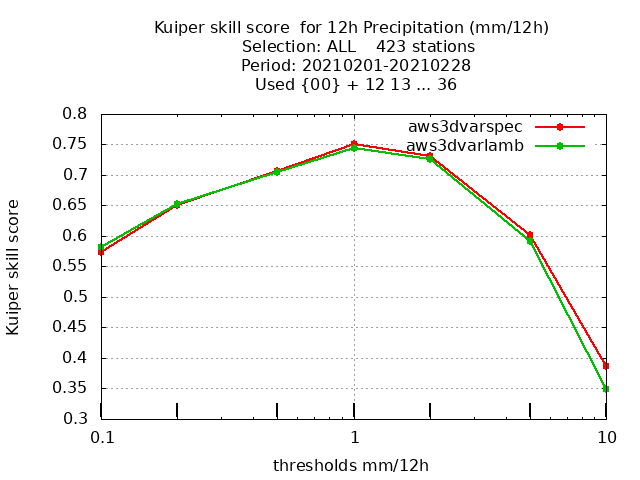 Kuiper skill score  for 12h Precipitation (mm/12h)
Selection: ALL    423 stations
Period: 20210201-20210228
Used {00} + 12 13 ... 36
aws3dvarspec
aws3dvarlamb
Kuiper skill score
0.8
0.75
0.7
0.65
0.6
0.55
0.5
0.45
0.4
0.35
0.3
0.1 1 10
thresholds mm/12h